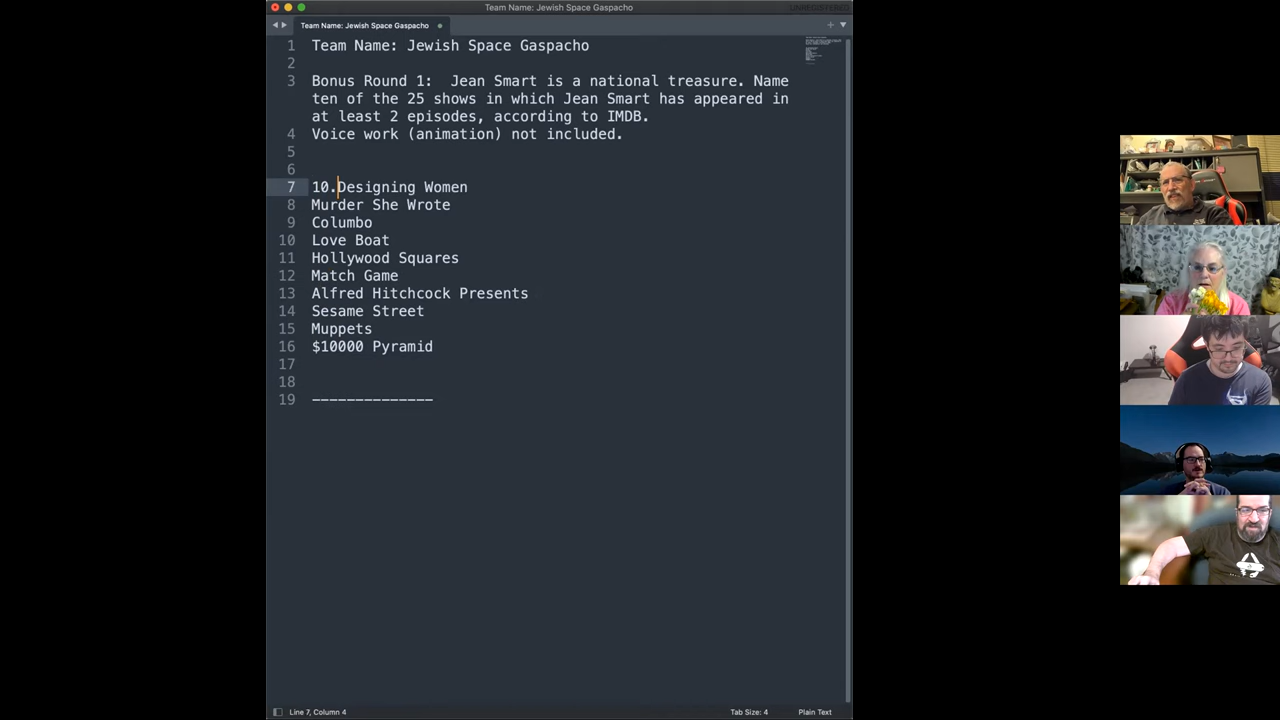 Team Name: Jewish Space Gaspacho
UNREGISTERED
Team Name: Jewish Space Gaspacho
1 Team Name: Jewish Space Gaspacho
2
3 Bonus Round 1:  Jean Smart is a national treasure. Name
ten of the 25 shows in which Jean Smart has appeared in
at least 2 episodes, according to IMDB.
4 Voice work (animation) not included.
5
6
7 10.Designing Women
8 Murder She Wrote
9 Columbo
10 Love Boat
11 Hollywood Squares
12 Match Game
13 Alfred Hitchcock Presents
14 Sesame Street
15 Muppets
16 $10000 Pyramid
17
18
19 --------------
Line 7, Column 4
Tab Size: 4
Plain Text